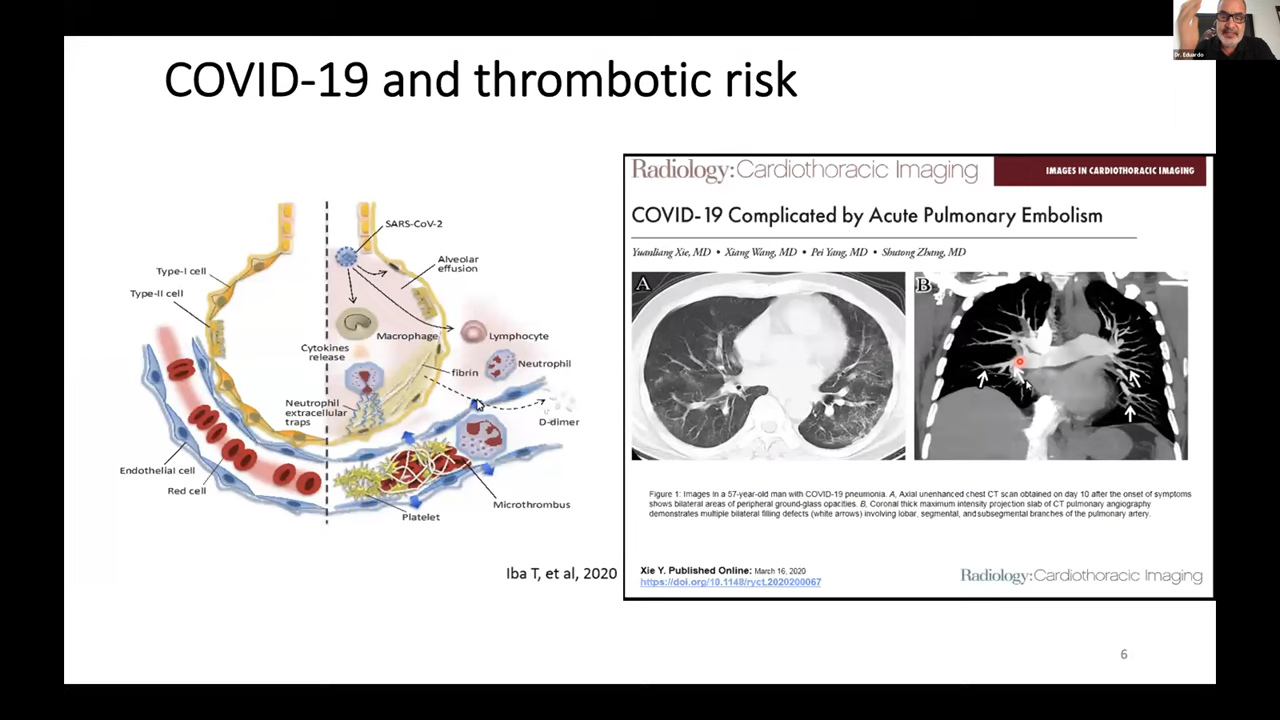 Dr. Eduardo
COVID-19 and thrombotic risk
SARS-CoV-2
Alveolar
effusion
Type-I cell
Type-II cell
Macrophage
Lymphocyte
Cytokines
release
Neutrophil
fibrin
Neutrophil
extracellular
traps
D-dimer
Endothelial cell
Red cell
Microthrombus
Platelet
Iba T, et al, 2020
Radiology: Cardiothoracic Imaging
IMAGES IN CARDIOTHORACIC IMAGING
COVID-19 Complicated by Acute Pulmonary Embolism
Yuanliang Xie, MD • Xiang Wang, MD • Pei Yang, MD • Shutong Zhang, MD
A
B
Figure 1: Images in a 57-year-old man with COVID-19 pneumonia. A, Axial unenhanced chest CT scan obtained on day 10 after the onset of symptoms
shows bilateral areas of peripheral ground-glass opacities. B, Coronal thick maximum intensity projection slab of CT pulmonary angiography
demonstrates multiple bilateral filling defects (white arrows) involving lobar, segmental, and subsegmental branches of the pulmonary artery.
Xie Y. Published Online: March 16, 2020
https://doi.org/10.1148/ryct.2020200067
Radiology: Cardiothoracic Imaging
6